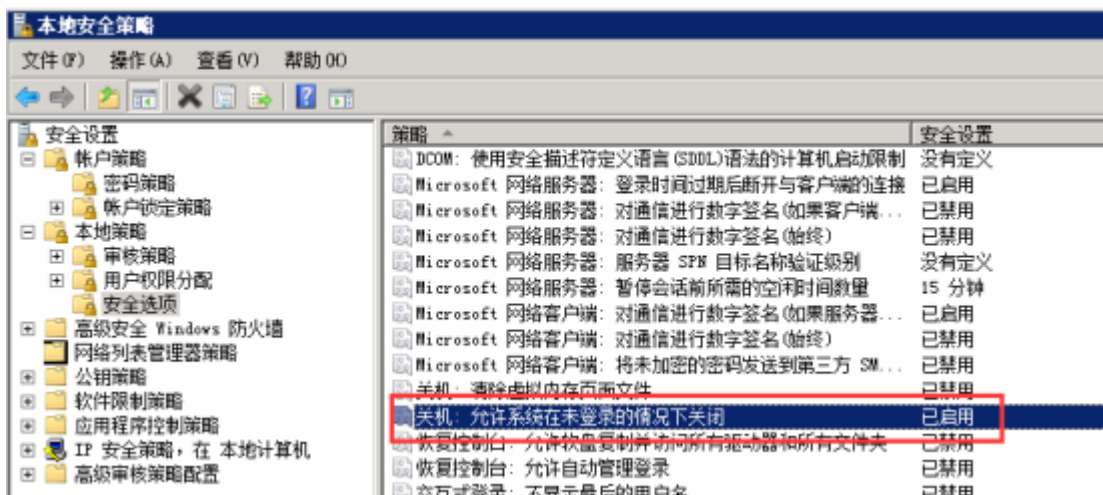 本地安全策略
文件(F) 操作(A) 查看(V) 帮助(H)
安全设置
帐户策略
密码策略
帐户锁定策略
本地策略
审核策略
用户权限分配
安全选项
高级安全 Windows 防火墙
网络列表管理器策略
公钥策略
软件限制策略
应用程序控制策略
IP 安全策略，在 本地计算机
高级审核策略配置
策略 安全设置
DCOM: 使用安全描述符定义语言(SDDL)语法的计算机启动限制 没有定义
Microsoft 网络服务器: 登录时间过期后断开与客户端的连接 已启用
Microsoft 网络服务器: 对通信进行数字签名(如果客户端... 已禁用
Microsoft 网络服务器: 对通信进行数字签名(始终) 已禁用
Microsoft 网络服务器: 服务器 SPN 目标名称验证级别 没有定义
Microsoft 网络服务器: 暂停会话前所需的空闲时间数量 15 分钟
Microsoft 网络客户端: 对通信进行数字签名(如果服务器... 已启用
Microsoft 网络客户端: 对通信进行数字签名(始终) 已禁用
Microsoft 网络客户端: 将未加密的密码发送到第三方 SM... 已禁用
关机: 清除虚拟内存页面文件 已禁用
关机: 允许系统在未登录的情况下关闭 已启用
恢复控制台: 允许软盘复制并访问所有驱动器和所有文件夹 已禁用
恢复控制台: 允许自动管理登录 已禁用
交互式登录: 不显示最后的用户名 已禁用